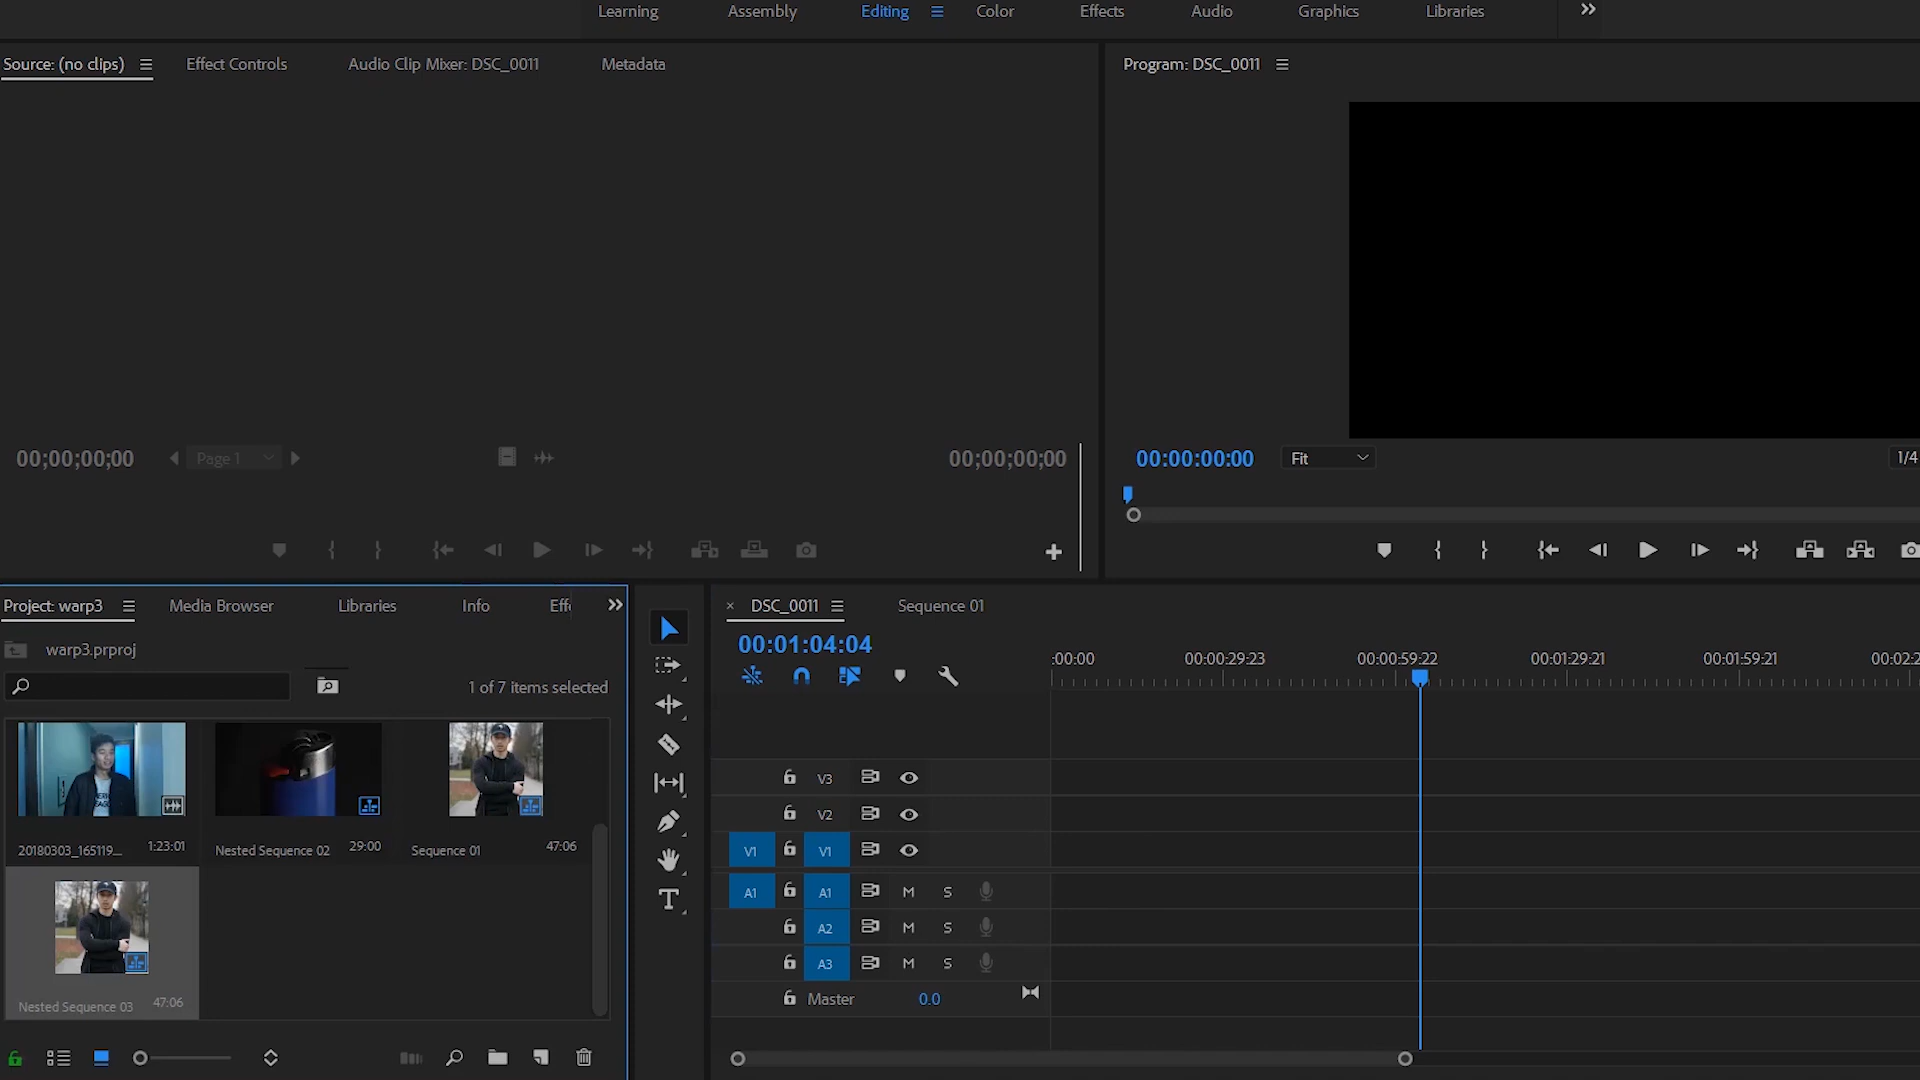 Learning Assembly Editing Color Effects Audio Graphics Libraries
Source: (no clips) Effect Controls Audio Clip Mixer: DSC_0011 Metadata
Program: DSC_0011
00;00;00;00 Page 1 00;00;00;00
00:00:00:00 Fit 1/4
Project: warp3 Media Browser Libraries Info Effe
DSC_0011 Sequence 01
00:01:04:04
warp3.prproj
:00:00 00:00:29:23 00:00:59:22 00:01:29:21 00:01:59:21 00:02:2
1 of 7 items selected
V3
V2
V1 V1
20180303_165119_... 1:23:01 Nested Sequence 02 29:00 Sequence 01 47:06
A1 A1 M S
A2 M S
A3 M S
Nested Sequence 03 47:06
Master 0.0